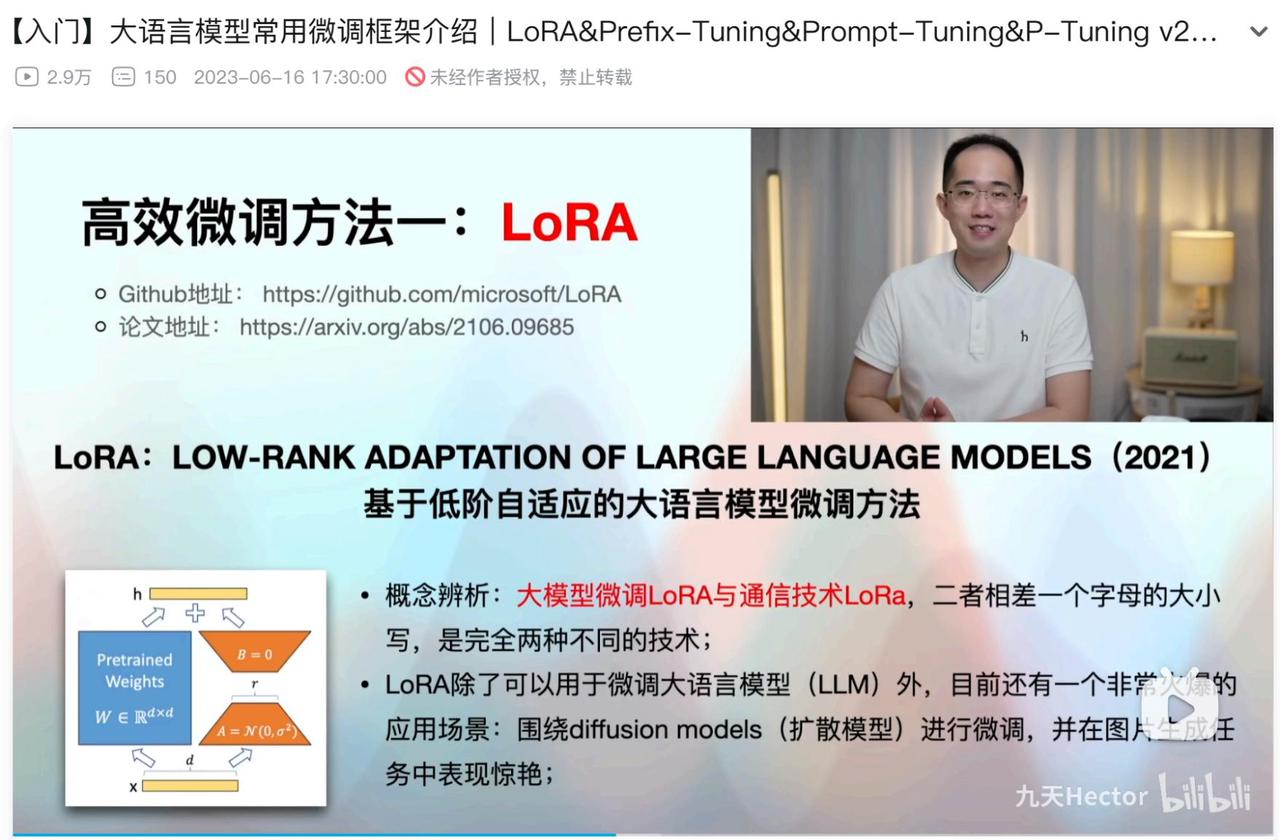 【入门】大语言模型常用微调框架介绍｜LoRA&Prefix-Tuning&Prompt-Tuning&P-Tuning v2...
2.9万 150 2023-06-16 17:30:00 未经作者授权，禁止转载
高效微调方法一：LoRA
Github地址： https://github.com/microsoft/LoRA
论文地址： https://arxiv.org/abs/2106.09685
h
LoRA：LOW-RANK ADAPTATION OF LARGE LANGUAGE MODELS（2021）
基于低阶自适应的大语言模型微调方法
h
Pretrained
Weights
W ∈ ℝ^{d×d}
B = 0
r
A = 𝒩(0, σ²)
d
x
• 概念辨析：大模型微调LoRA与通信技术LoRa，二者相差一个字母的大小
写，是完全两种不同的技术；
• LoRA除了可以用于微调大语言模型（LLM）外，目前还有一个非常火爆的
应用场景：围绕diffusion models（扩散模型）进行微调，并在图片生成任
务中表现惊艳；
九天Hector bilibili